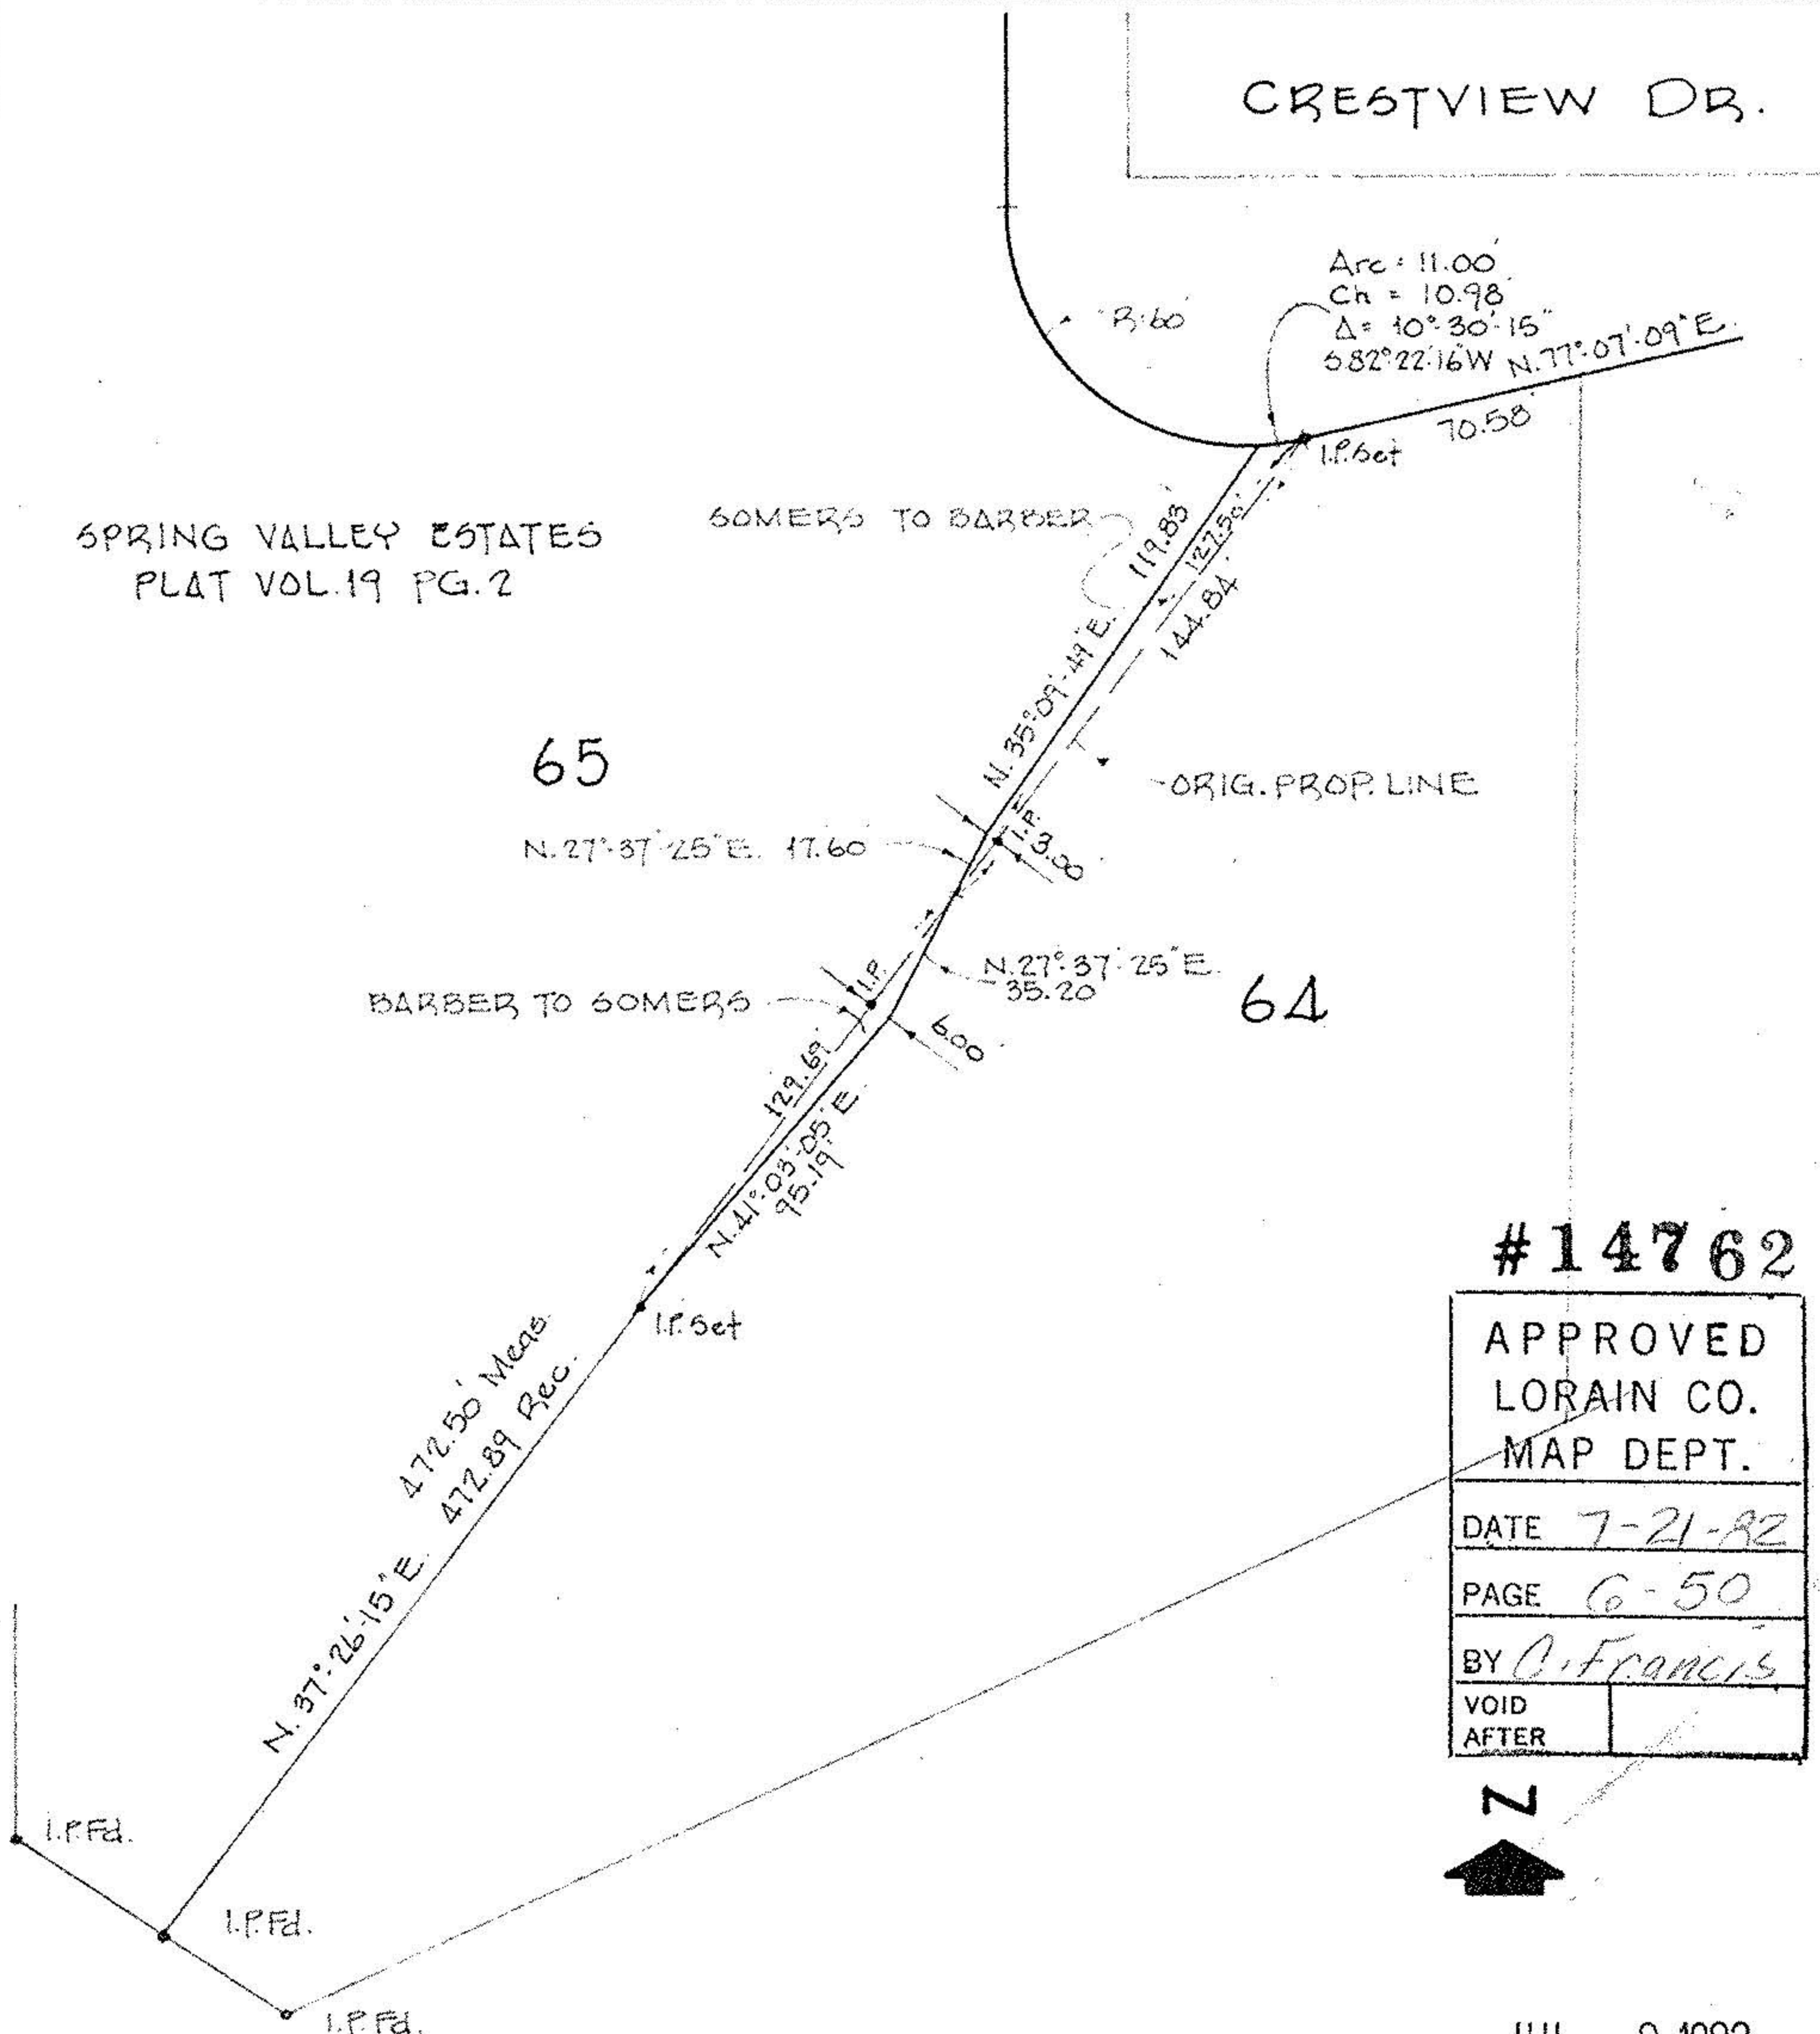 CRESTVIEW DR.
Arc = 11.00'
Ch = 10.98'
Δ = 10°-30'-15"
S.82°22'16"W
N.77°-07'-09"E.
R=60'
70.58'
I.P. Set
SPRING VALLEY ESTATES
PLAT VOL. 19 PG. 2
SOMERS TO BARBER
119.83'
127.50'
144.84'
N. 35°-09'-49" E.
65
ORIG. PROP. LINE
N. 27°-37'-25" E. 17.60'
I.P.
3.00
I.P.
N. 27°-37'-25" E.
35.20
64
BARBER TO SOMERS
6.00
129.69'
N. 41°-03'-05" E
95.19'
I.P. Set
#14762
APPROVED
LORAIN CO.
MAP DEPT.
DATE 7-21-82
PAGE 6-50
BY C. Francis
VOID
AFTER
472.50' Meas.
N. 37°-26'-15" E. 472.89 Rec.
N
I.P. Fd.
I.P. Fd.
I.P. Fd.